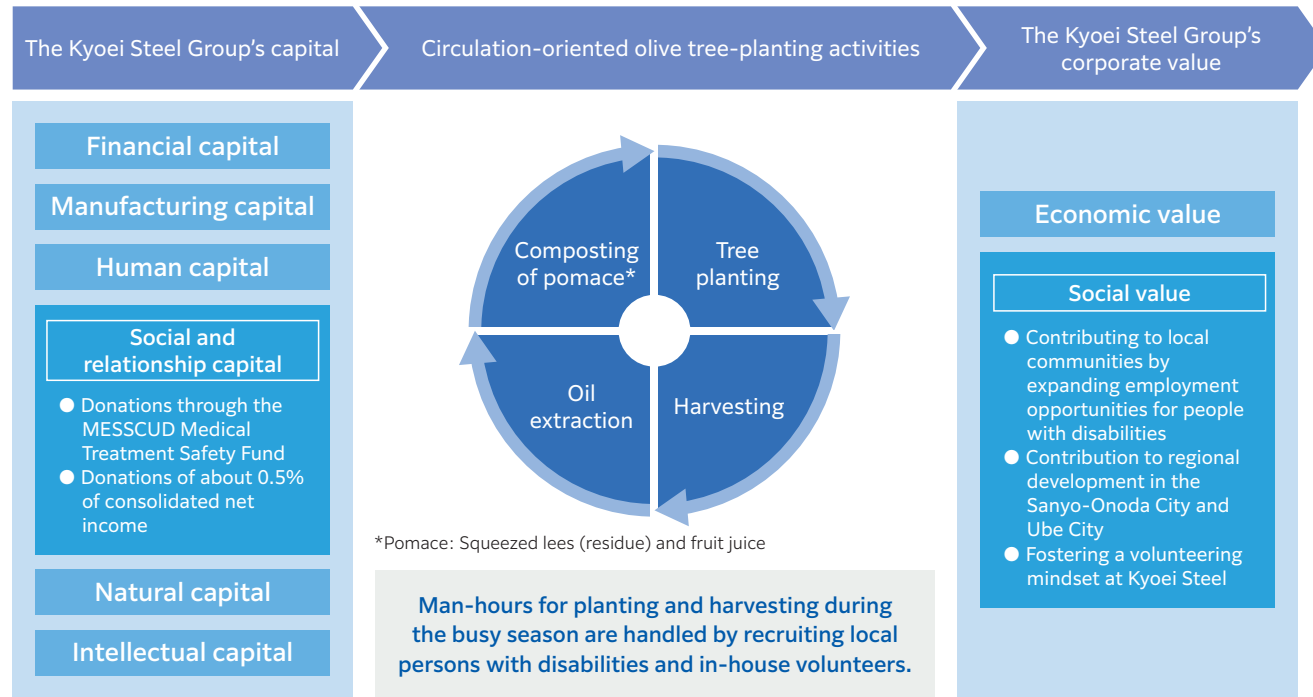 The Kyoei Steel Group's capital
Circulation-oriented olive tree-planting activities
The Kyoei Steel Group's
corporate value
Financial capital
Manufacturing capital
Human capital
Social and
relationship capital
● Donations through the
MESSCUD Medical
Treatment Safety Fund
● Donations of about 0.5%
of consolidated net
income
Natural capital
Intellectual capital
Composting
of pomace*
Tree
planting
Oil
extraction
Harvesting
*Pomace: Squeezed lees (residue) and fruit juice
Man-hours for planting and harvesting during
the busy season are handled by recruiting local
persons with disabilities and in-house volunteers.
Economic value
Social value
● Contributing to local
communities by
expanding employment
opportunities for people
with disabilities
● Contribution to regional
development in the
Sanyo-Onoda City and
Ube City
● Fostering a volunteering
mindset at Kyoei Steel